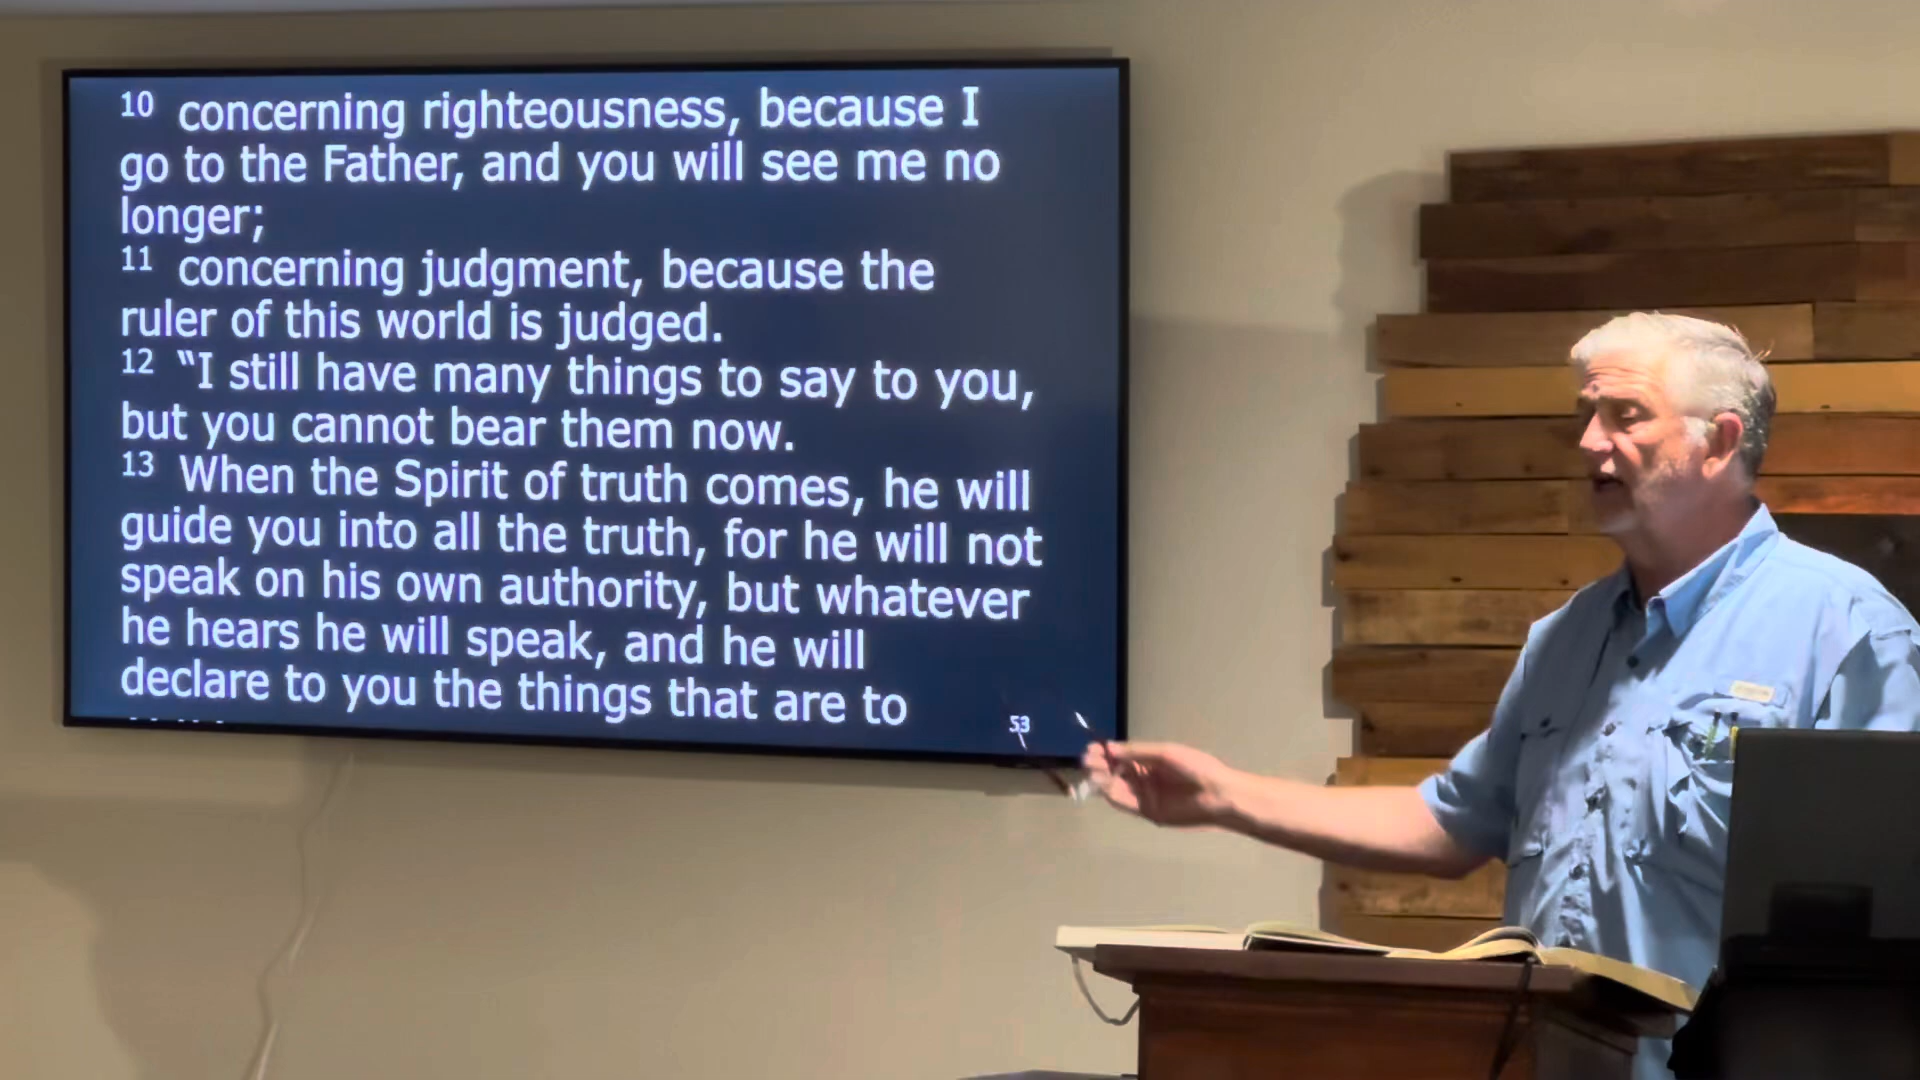 10 concerning righteousness, because I
go to the Father, and you will see me no
longer;
11 concerning judgment, because the
ruler of this world is judged.
12 “I still have many things to say to you,
but you cannot bear them now.
13 When the Spirit of truth comes, he will
guide you into all the truth, for he will not
speak on his own authority, but whatever
he hears he will speak, and he will
declare to you the things that are to
53